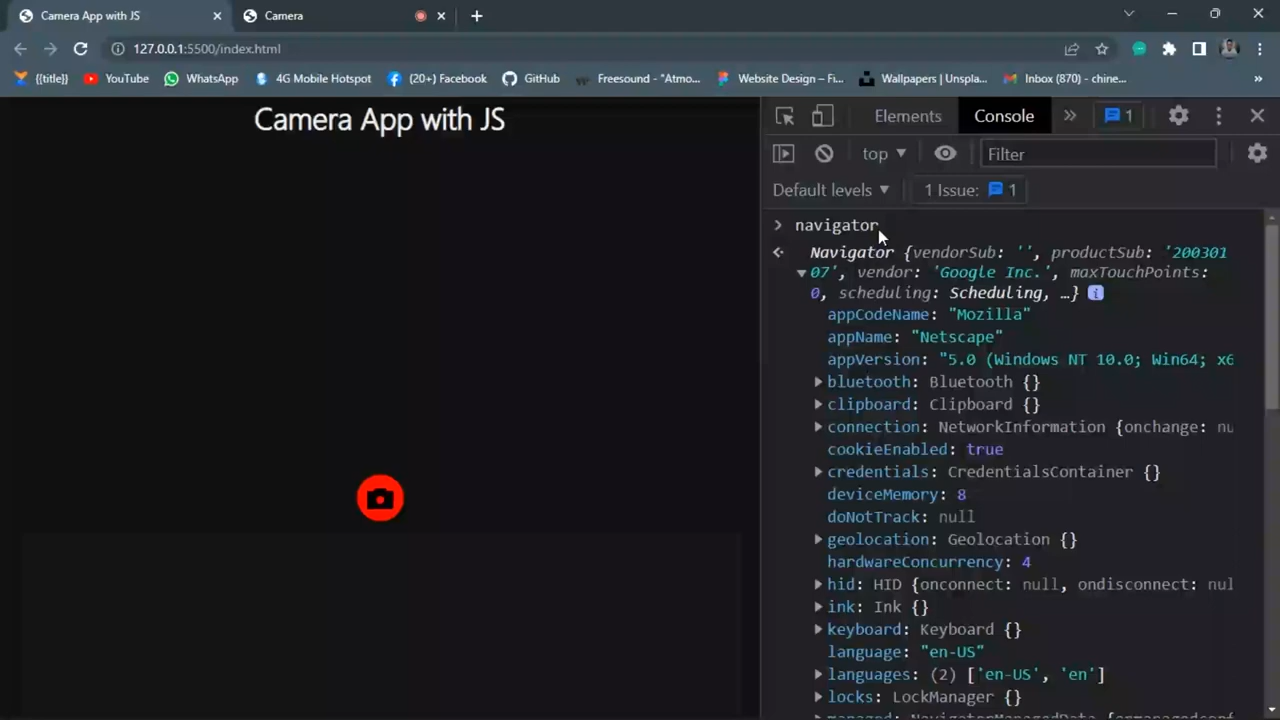 Camera App with JS
Camera
127.0.0.1:5500/index.html
{{title}} YouTube WhatsApp 4G Mobile Hotspot (20+) Facebook GitHub Freesound - "Atmo... Website Design – Fi... Wallpapers | Unspla... Inbox (870) - chine... »
Camera App with JS
Elements Console » 1
top Filter
Default levels 1 Issue: 1
navigator
Navigator {vendorSub: '', productSub: '200301
07', vendor: 'Google Inc.', maxTouchPoints:
0, scheduling: Scheduling, …}
appCodeName: "Mozilla"
appName: "Netscape"
appVersion: "5.0 (Windows NT 10.0; Win64; x6
bluetooth: Bluetooth {}
clipboard: Clipboard {}
connection: NetworkInformation {onchange: nu
cookieEnabled: true
credentials: CredentialsContainer {}
deviceMemory: 8
doNotTrack: null
geolocation: Geolocation {}
hardwareConcurrency: 4
hid: HID {onconnect: null, ondisconnect: nul
ink: Ink {}
keyboard: Keyboard {}
language: "en-US"
languages: (2) ['en-US', 'en']
locks: LockManager {}